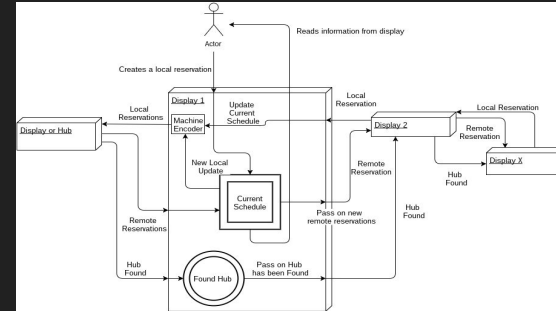 Reads information from display
Actor
Creates a local reservation
Display 1
Local
Reservations
Machine
Encoder
Update
Current
Schedule
Local
Reservation
Display 2
Local Reservation
Remote
Reservation
Display X
Display or Hub
New Local
Update
Remote
Reservation
Hub
Found
Current
Schedule
Pass on new
remote reservations
Remote
Reservations
Hub
Found
Hub
Found
Found Hub
Pass on Hub
has been Found